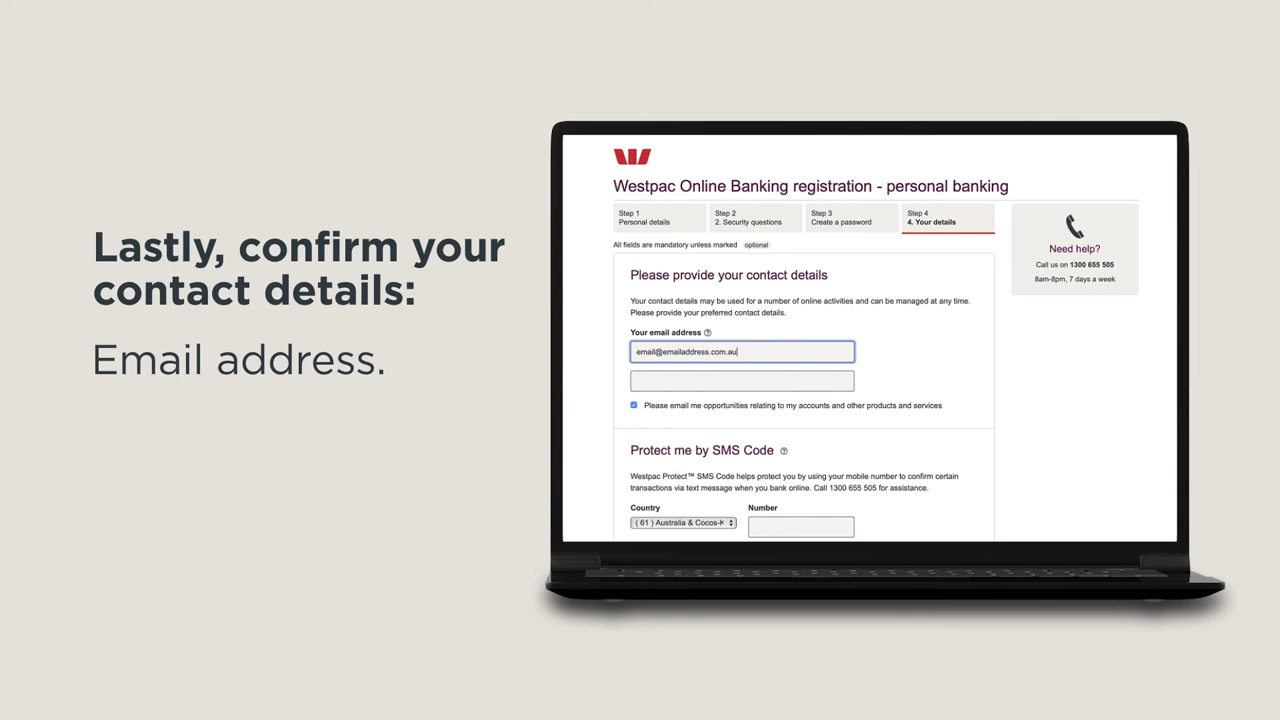 Lastly, confirm your
contact details:
Email address.
Westpac Online Banking registration - personal banking
Step 1
Personal details
Step 2
2. Security questions
Step 3
Create a password
Step 4
4. Your details
All fields are mandatory unless marked optional
Please provide your contact details
Your contact details may be used for a number of online activities and can be managed at any time.
Please provide your preferred contact details.
Your email address
email@emailaddress.com.au
Please email me opportunities relating to my accounts and other products and services
Protect me by SMS Code
Westpac Protect™ SMS Code helps protect you by using your mobile number to confirm certain
transactions via text message when you bank online. Call 1300 655 505 for assistance.
Country
Number
( 61 ) Australia & Cocos-K
Need help?
Call us on 1300 655 505
8am-8pm, 7 days a week